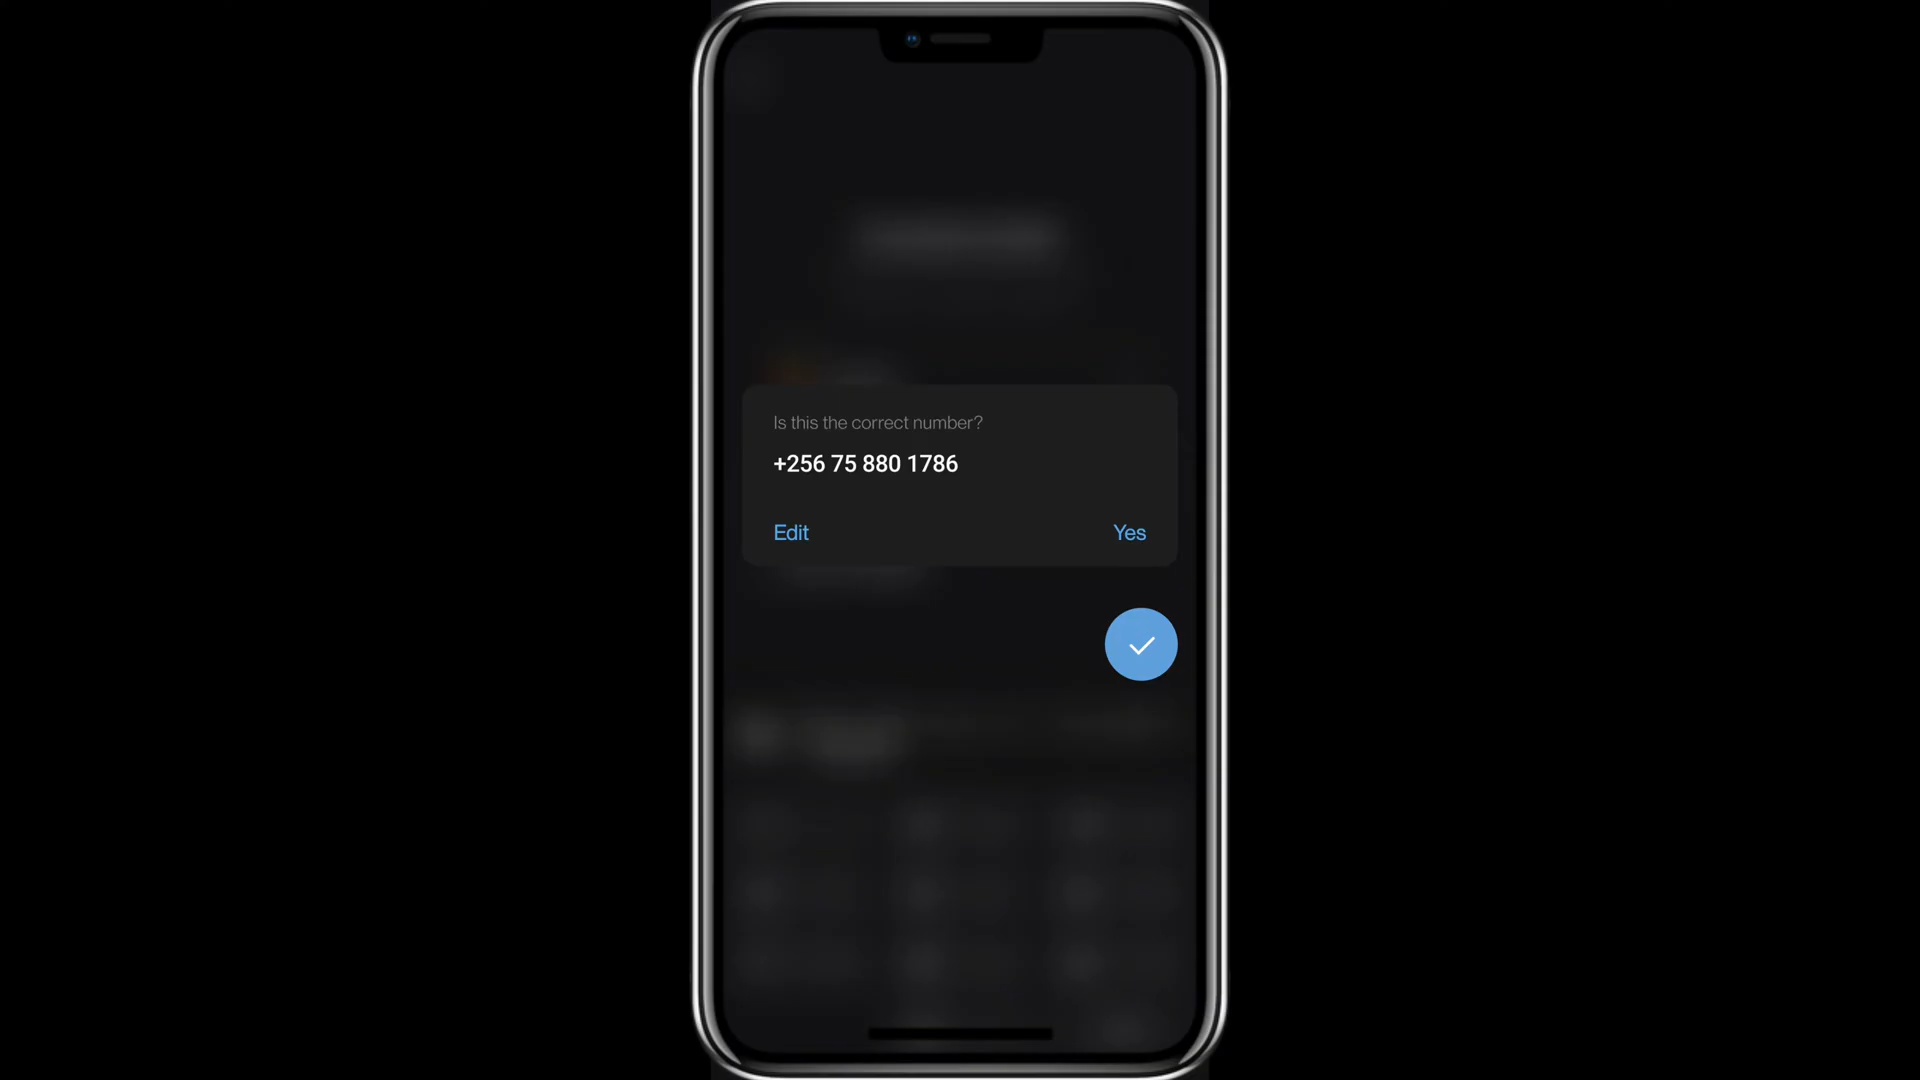 Is this the correct number?
+256 75 880 1786
Edit
Yes